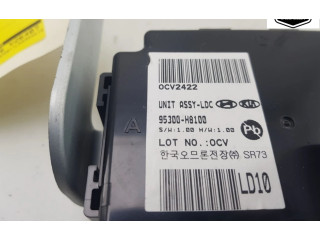 OCV2422
UNIT ASSY-LDC
95300-H8100
S/W:1.00 H/W:1.00
Pb
LOT NO.:OCV
한국오므론전장㈜ SR73
LD10
A